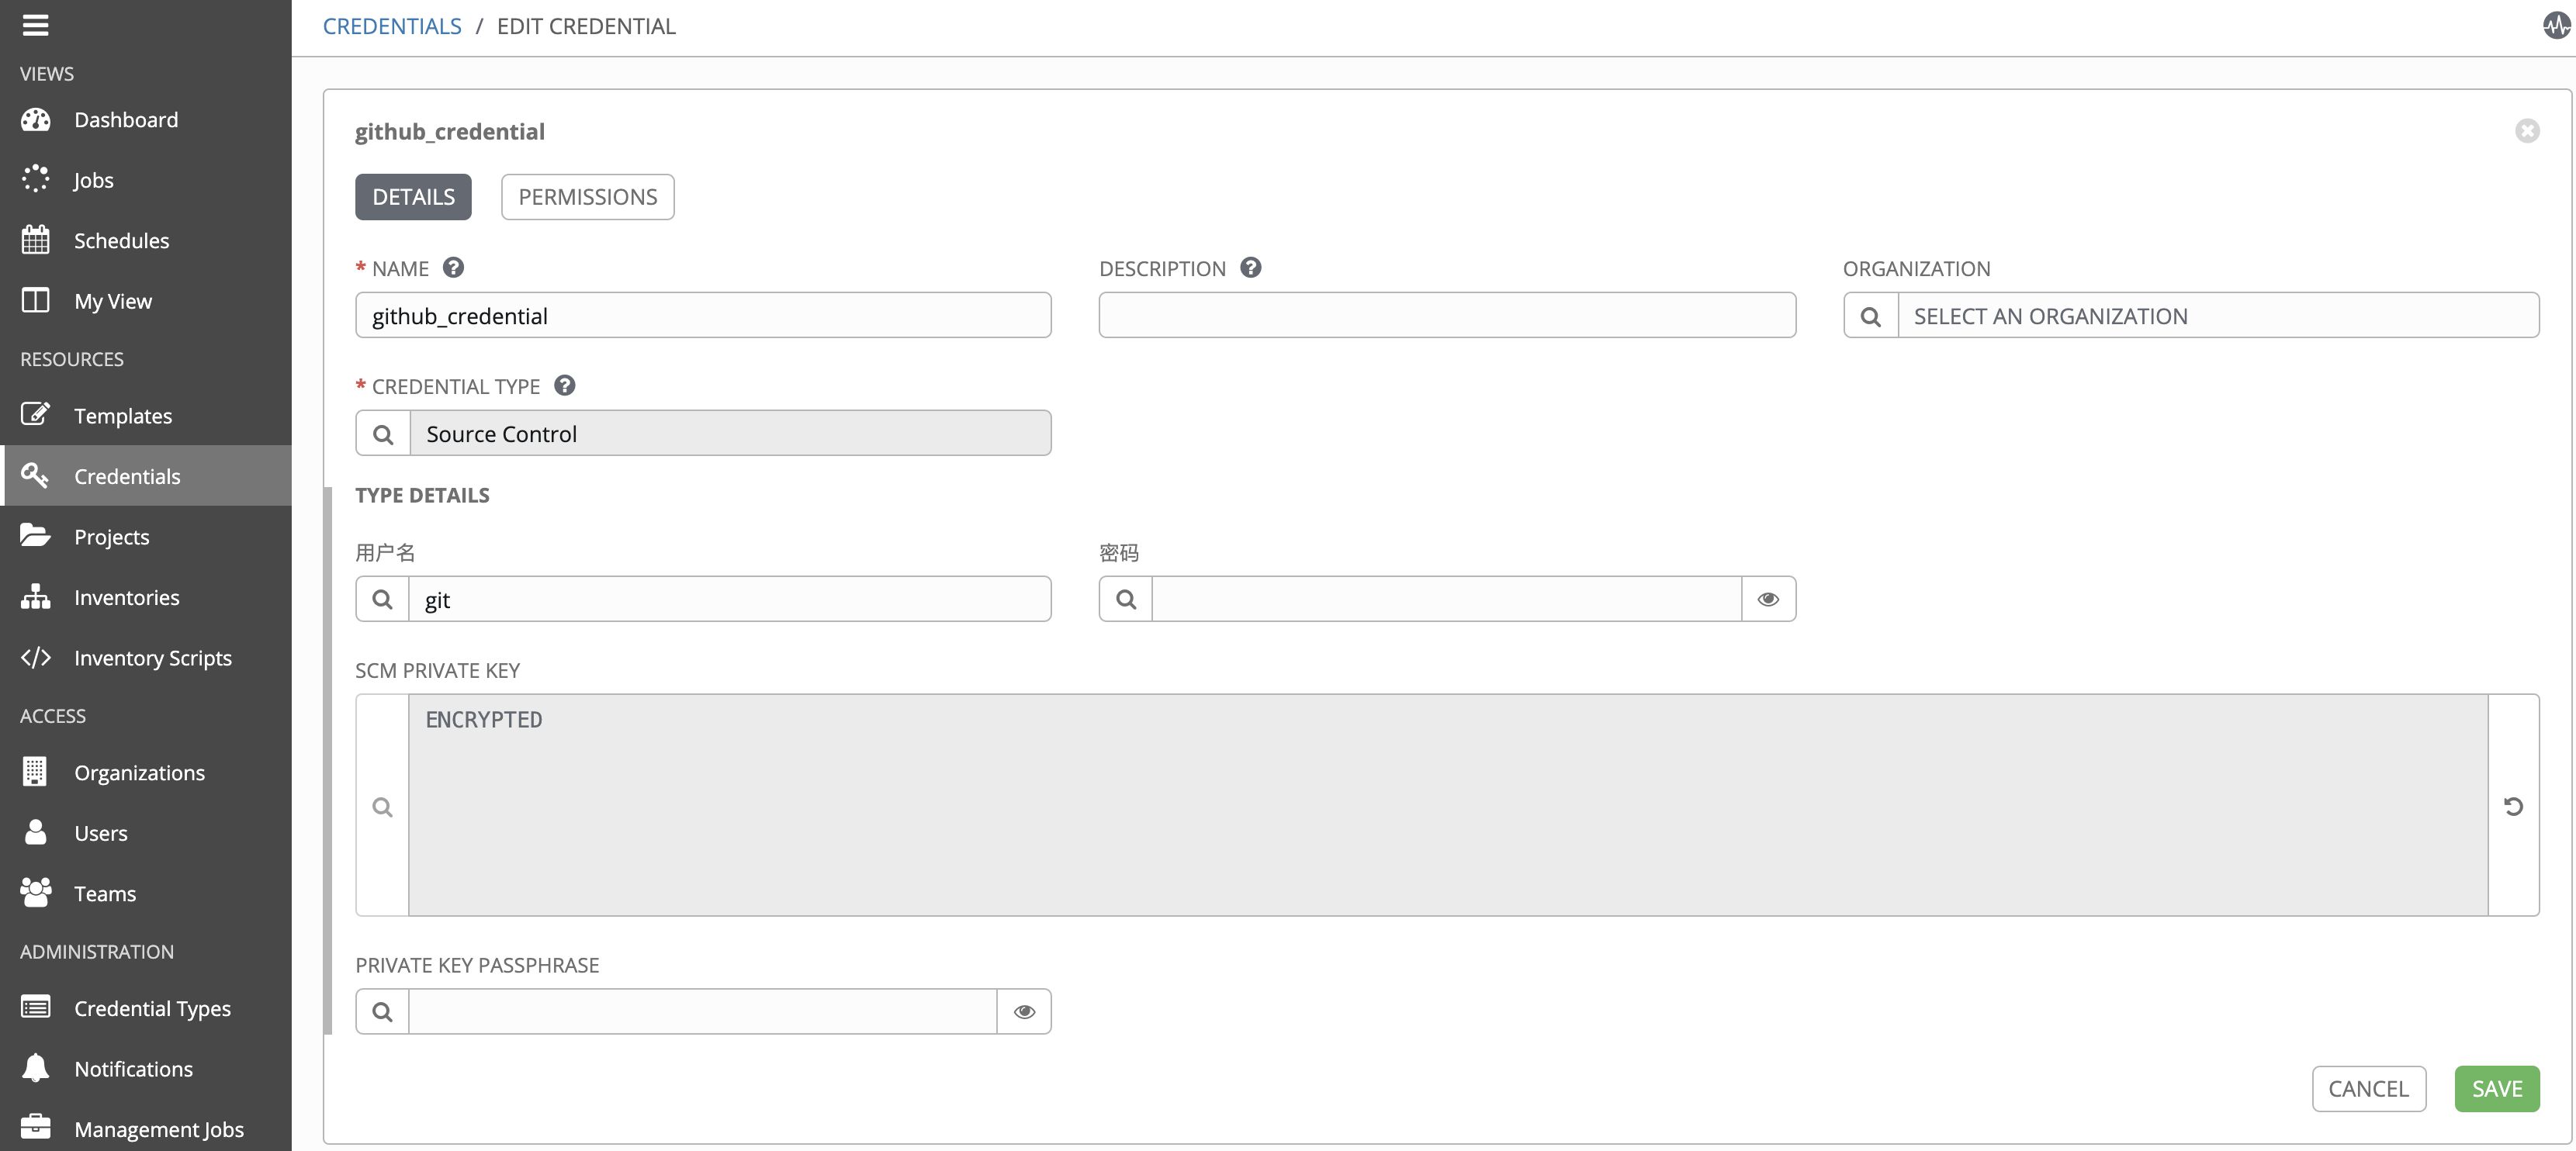 CREDENTIALS / EDIT CREDENTIAL
VIEWS
Dashboard
Jobs
Schedules
My View
RESOURCES
Templates
Credentials
Projects
Inventories
Inventory Scripts
ACCESS
Organizations
Users
Teams
ADMINISTRATION
Credential Types
Notifications
Management Jobs
github_credential
DETAILS PERMISSIONS
* NAME ? DESCRIPTION ? ORGANIZATION
github_credential SELECT AN ORGANIZATION
* CREDENTIAL TYPE ?
Source Control
TYPE DETAILS
用户名 密码
git
SCM PRIVATE KEY
ENCRYPTED
PRIVATE KEY PASSPHRASE
CANCEL SAVE